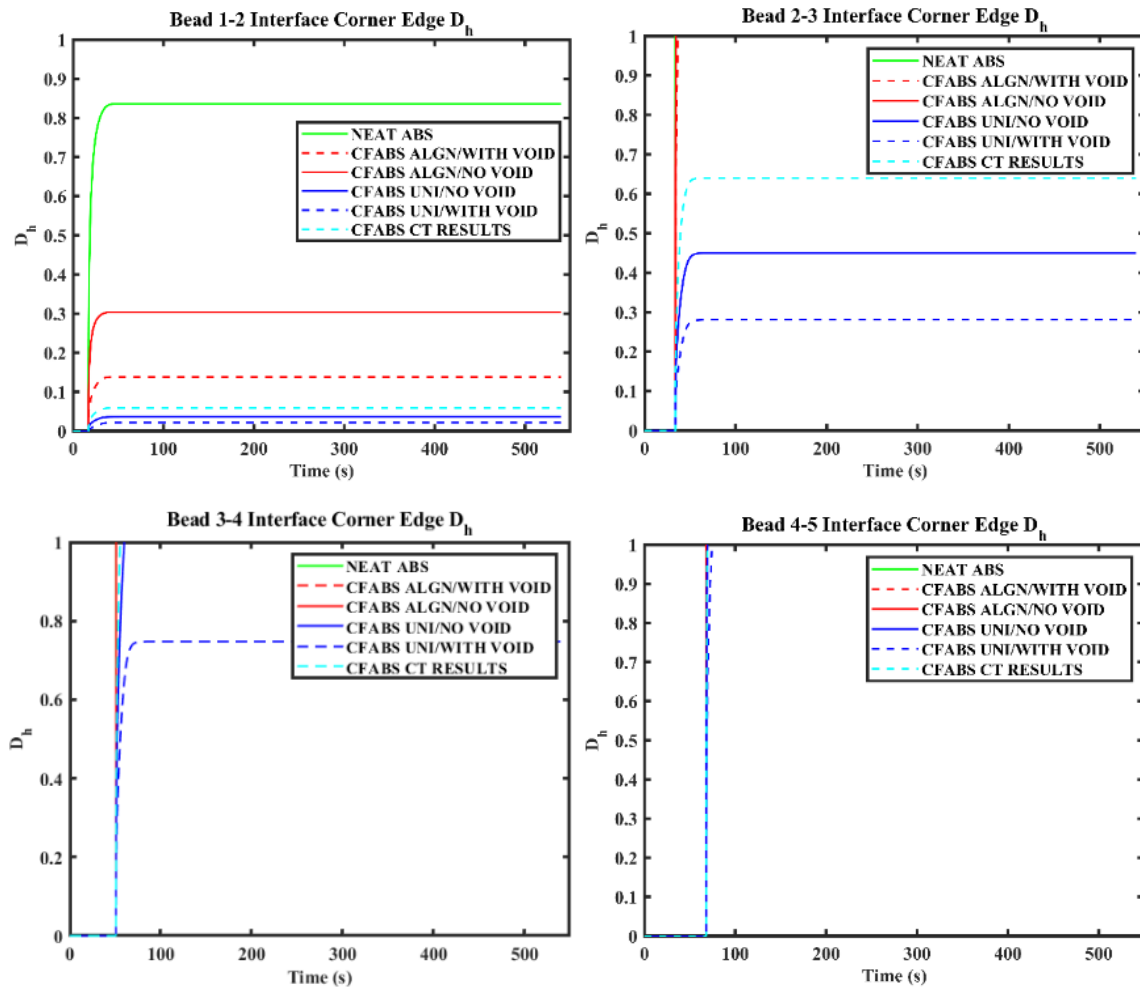 Bead 1-2 Interface Corner Edge D_h
1
0.9
0.8
0.7
0.6
0.5
0.4
0.3
0.2
0.1
0
D_h
NEAT ABS
CFABS ALGN/WITH VOID
CFABS ALGN/NO VOID
CFABS UNI/NO VOID
CFABS UNI/WITH VOID
CFABS CT RESULTS
0 100 200 300 400 500
Time (s)
Bead 2-3 Interface Corner Edge D_h
1
0.9
0.8
0.7
0.6
0.5
0.4
0.3
0.2
0.1
0
D_h
NEAT ABS
CFABS ALGN/WITH VOID
CFABS ALGN/NO VOID
CFABS UNI/NO VOID
CFABS UNI/WITH VOID
CFABS CT RESULTS
0 100 200 300 400 500
Time (s)
Bead 3-4 Interface Corner Edge D_h
1
0.8
0.6
0.4
0.2
0
D_h
NEAT ABS
CFABS ALGN/WITH VOID
CFABS ALGN/NO VOID
CFABS UNI/NO VOID
CFABS UNI/WITH VOID
CFABS CT RESULTS
0 100 200 300 400 500
Time (s)
Bead 4-5 Interface Corner Edge D_h
1
0.9
0.8
0.7
0.6
0.5
0.4
0.3
0.2
0.1
0
D_h
NEAT ABS
CFABS ALGN/WITH VOID
CFABS ALGN/NO VOID
CFABS UNI/NO VOID
CFABS UNI/WITH VOID
CFABS CT RESULTS
0 100 200 300 400 500
Time (s)